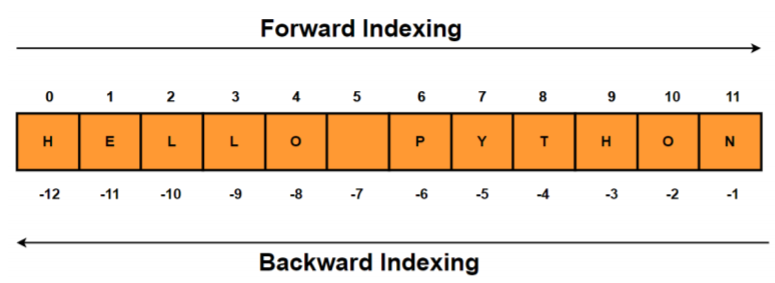 Forward Indexing
0 1 2 3 4 5 6 7 8 9 10 11
H E L L O P Y T H O N
-12 -11 -10 -9 -8 -7 -6 -5 -4 -3 -2 -1
Backward Indexing